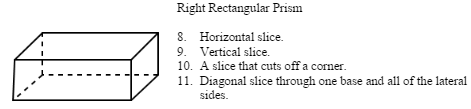 Right Rectangular Prism
8. Horizontal slice.
9. Vertical slice.
10. A slice that cuts off a corner.
11. Diagonal slice through one base and all of the lateral
sides.